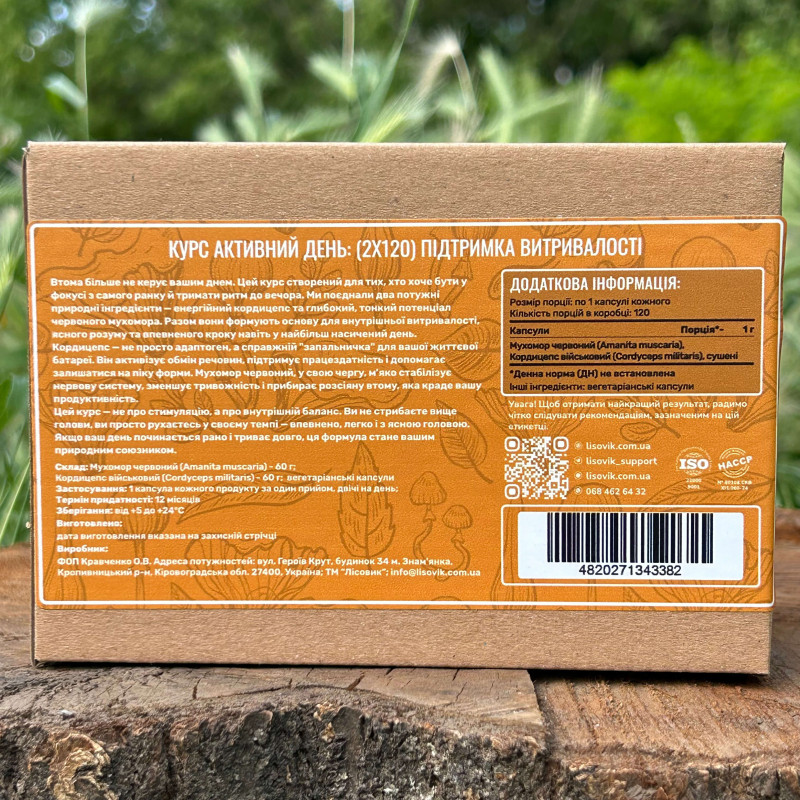 КУРС АКТИВНИЙ ДЕНЬ: (2Х120) ПІДТРИМКА ВИТРИВАЛОСТІ
Втома більше не керує вашим днем. Цей курс створений для тих, хто хоче бути у
фокусі з самого ранку й тримати ритм до вечора. Ми поєднали два потужні
природні інгредієнти — енергійний кордицепс та глибокий, тонкий потенціал
червоного мухомора. Разом вони формують основу для внутрішньої витривалості,
ясного розуму та впевненого кроку навіть у найбільш насичений день.
Кордицепс — не просто адаптоген, а справжній "запальничка" для вашої життєвої
батареї. Він активізує обмін речовин, підтримує працездатність і допомагає
залишатися на піку форми. Мухомор червоний, у свою чергу, м’яко стабілізує
нервову систему, зменшує тривожність і прибирає розсіяну втому, яка краде вашу
продуктивність.
Цей курс — не про стимуляцію, а про внутрішній баланс. Ви не стрибаєте вище
голови, ви просто рухаєтесь у своєму темпі — впевнено, легко і з ясною головою.
Якщо ваш день починається рано і триває довго, ця формула стане вашим
природним союзником.
Склад: Мухомор червоний (Amanita muscaria) - 60 г;
Кордицепс військовий (Cordyceps militaris) - 60 г. вегетаріанські капсули
Застосування: 1 капсула кожного продукту за один прийом, двічі на день;
Термін придатності: 12 місяців
Зберігання: від +5 до +24°С
Виготовлено:
дата виготовлення вказана на захисній стрічці
Виробник:
ФОП Кравченко О.В. Адреса потужностей: вул. Героїв Крут, будинок 34 м. Знам'янка,
Кропивницький р-н, Кіровоградська обл. 27400, Україна; ТМ "Лісовик"; info@lisovik.com.ua
ДОДАТКОВА ІНФОРМАЦІЯ:
Розмір порції: по 1 капсулі кожного
Кількість порцій в коробці: 120
Капсули Порція*- 1 г
Мухомор червоний (Amanita muscaria),
Кордицепс військовий (Cordyceps militaris), сушені
*Денна норма (ДН) не встановлена
Інші інгредієнти: вегетаріанські капсули
Увага! Щоб отримати найкращий результат, радимо
чітко слідувати рекомендаціям, зазначеним на цій
етикетці.
lisovik.com.ua
lisovik_support
lisovik.com.ua
068 462 64 32
ISO
22000
HACCP
4820271343382